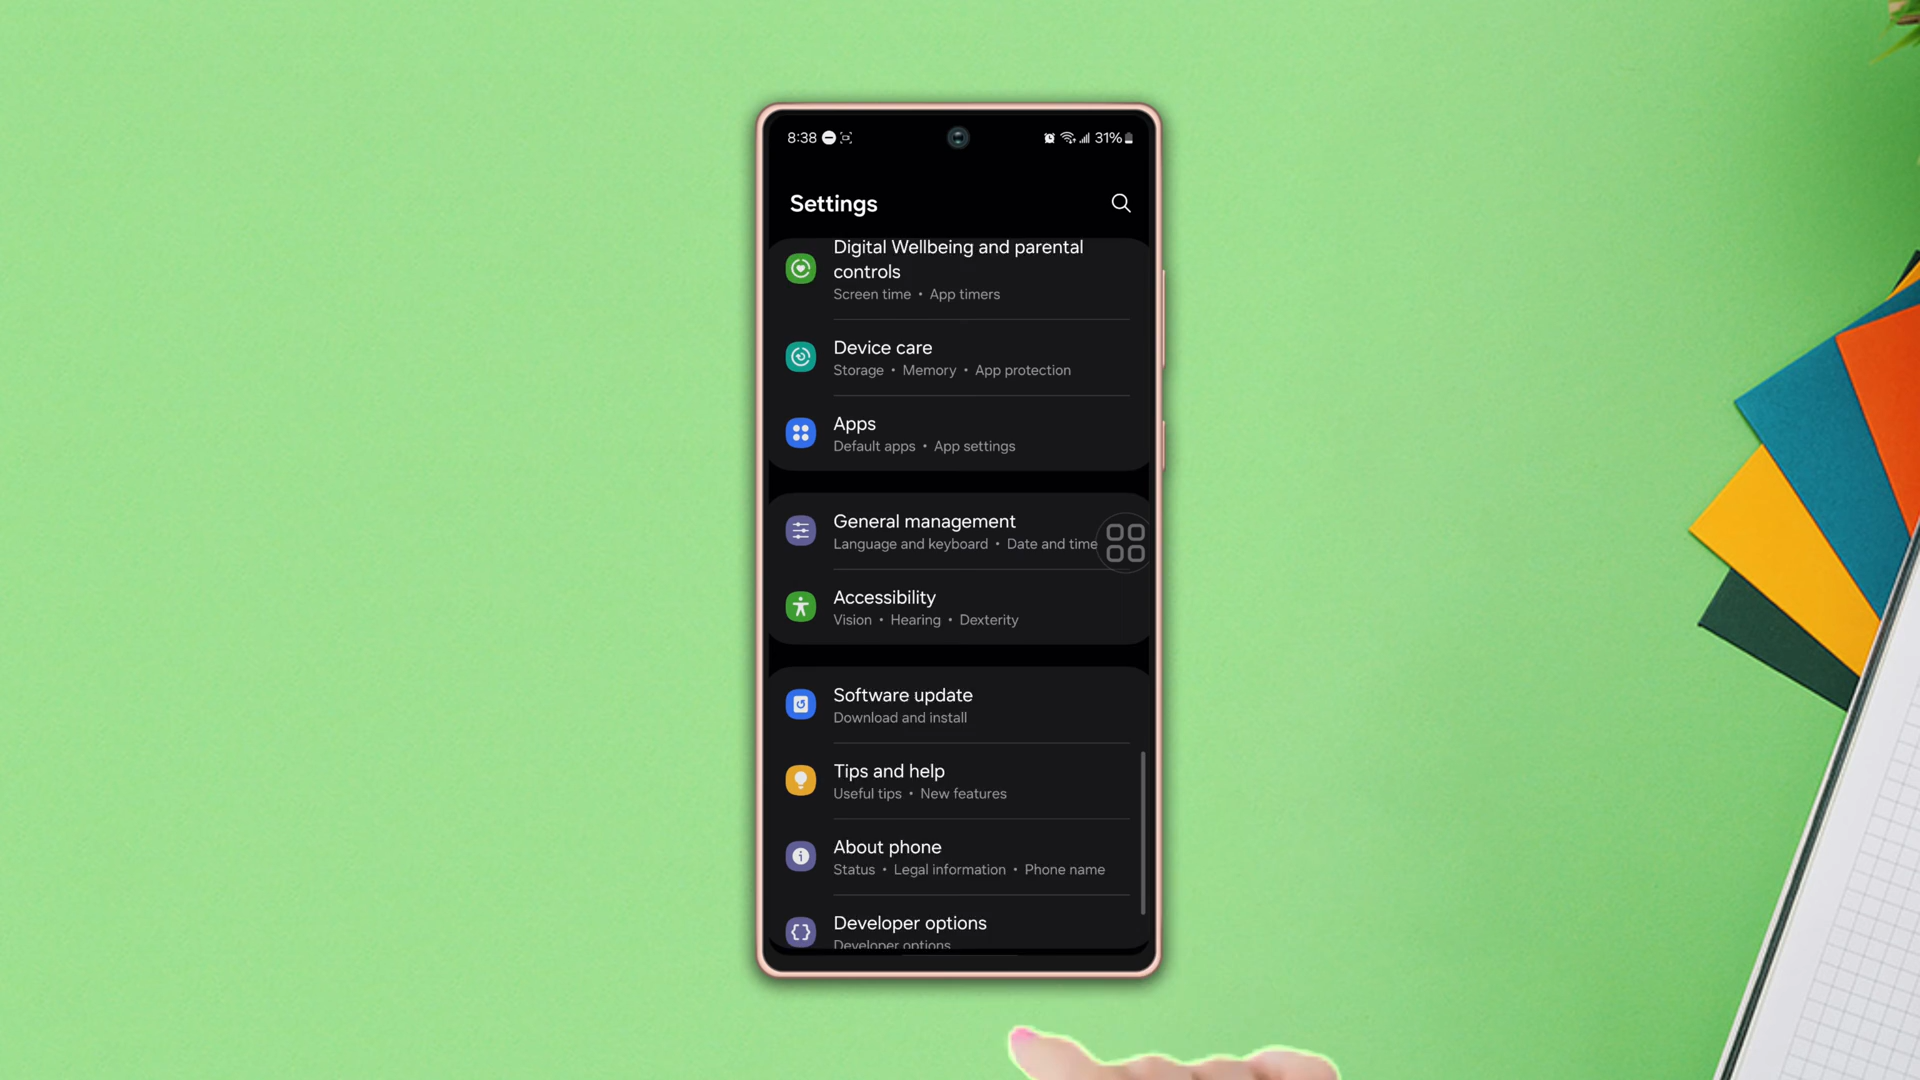 8:38 31%
Settings
Digital Wellbeing and parental
controls
Screen time • App timers
Device care
Storage • Memory • App protection
Apps
Default apps • App settings
General management
Language and keyboard • Date and time
Accessibility
Vision • Hearing • Dexterity
Software update
Download and install
Tips and help
Useful tips • New features
About phone
Status • Legal information • Phone name
Developer options
Developer options